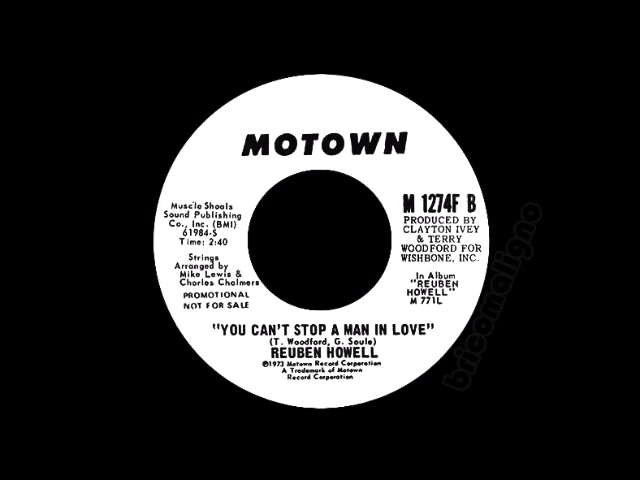 MOTOWN
Muscle Shoals
Sound Publishing
Co., Inc. (BMI)
61984-S
Time: 2:40
Strings
Arranged by
Mike Lewis &
Charles Chalmers
PROMOTIONAL
NOT FOR SALE
M 1274F B
PRODUCED BY
CLAYTON IVEY
& TERRY
WOODFORD FOR
WISHBONE, INC.
In Album
"REUBEN
HOWELL"
M 771L
"YOU CAN'T STOP A MAN IN LOVE"
(T. Woodford, G. Soule)
REUBEN HOWELL
℗1973 Motown Record Corporation
A Trademark of Motown
Record Corporation
bricomaligno